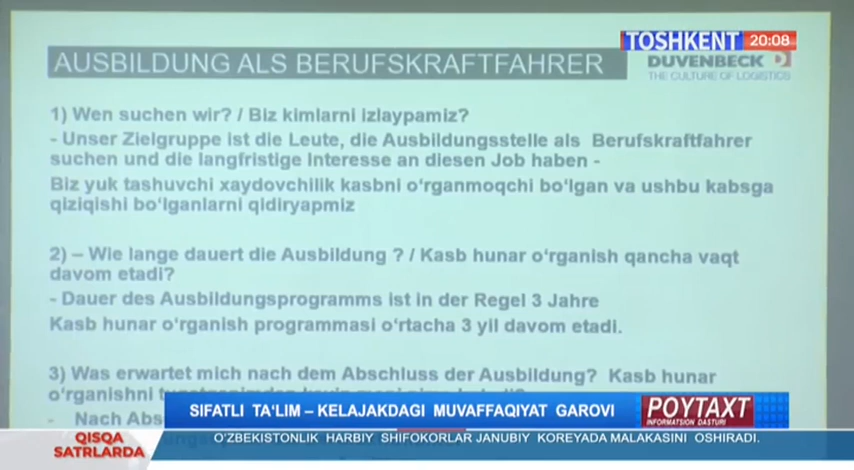 TOSHKENT 20:08
AUSBILDUNG ALS BERUFSKRAFTFAHRER
DUVENBECK
THE CULTURE OF LOGISTICS
1) Wen suchen wir? / Biz kimlarni izlaypamiz?
- Unser Zielgruppe ist die Leute, die Ausbildungsstelle als Berufskraftfahrer
suchen und die langfristige Interesse an diesen Job haben -
Biz yuk tashuvchi xaydovchilik kasbni o‘rganmoqchi bo‘lgan va ushbu kabsga
qiziqishi bo‘lganlarni qidiryapmiz
2) – Wie lange dauert die Ausbildung ? / Kasb hunar o‘rganish qancha vaqt
davom etadi?
- Dauer des Ausbildungsprogramms ist in der Regel 3 Jahre
Kasb hunar o‘rganish programmasi o‘rtacha 3 yil davom etadi.
3) Was erwartet mich nach dem Abschluss der Ausbildung? Kasb hunar
o‘rganishni
- Nach
SIFATLI TA‘LIM – KELAJAKDAGI MUVAFFAQIYAT GAROVI
POYTAXT
INFORMATSION DASTURI
QISQA
SATRLARDA
O‘ZBEKISTONLIK HARBIY SHIFOKORLAR JANUBIY KOREYADA MALAKASINI OSHIRADI.